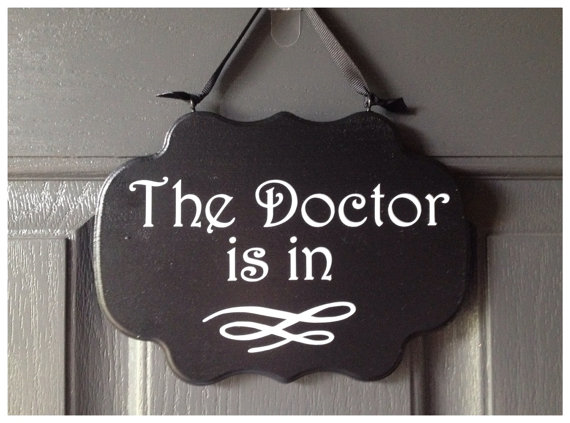 The Doctor
is in